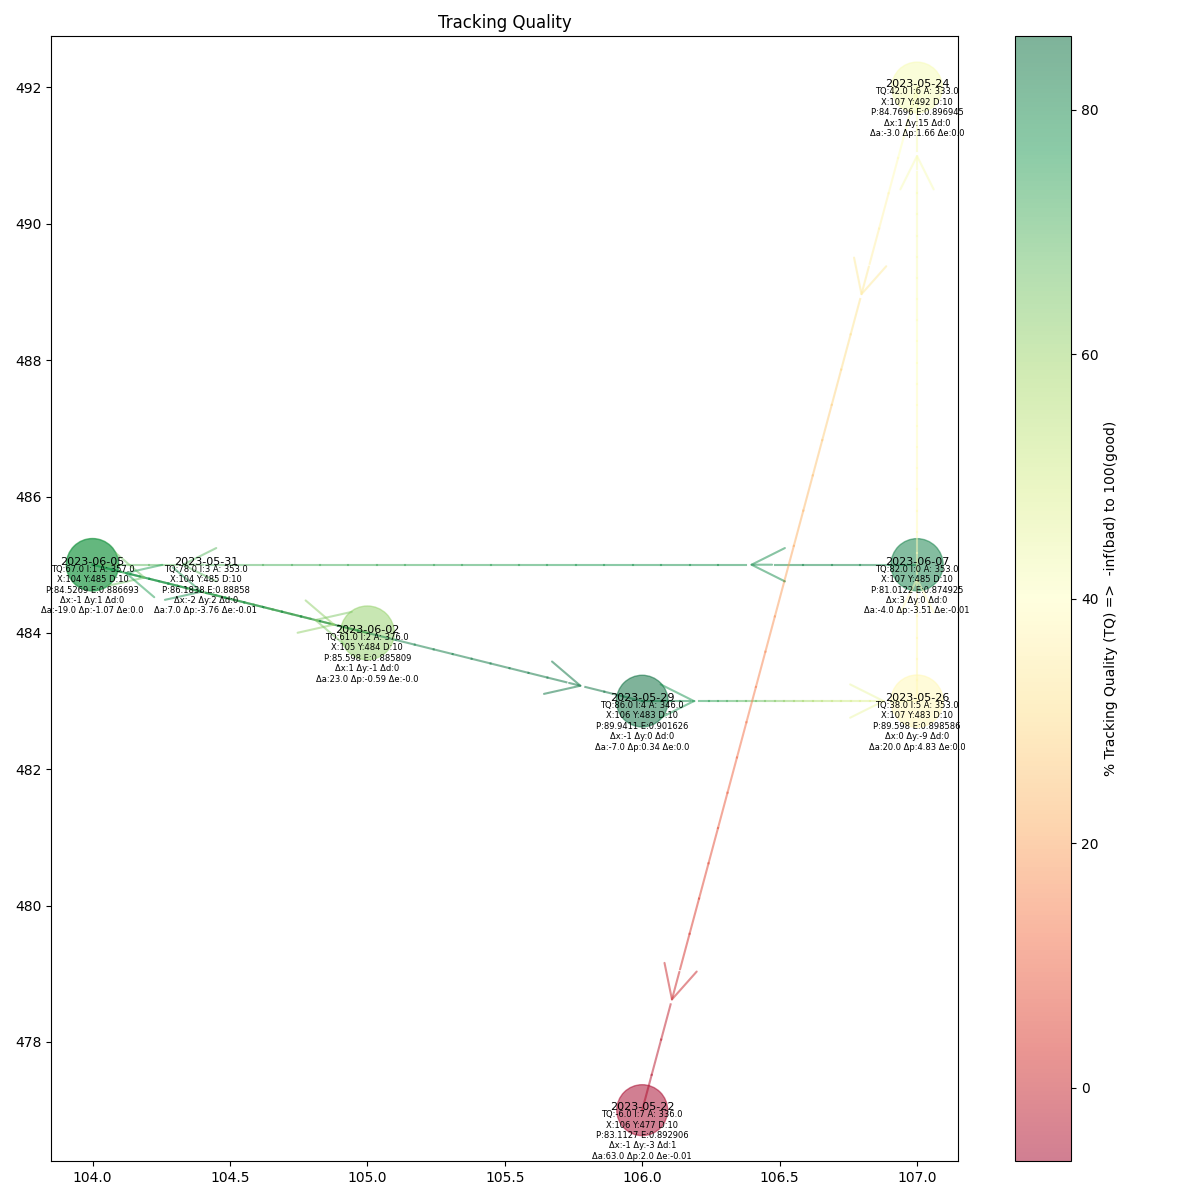 Tracking Quality
492
490
488
486
484
482
480
478
104.0
104.5
105.0
105.5
106.0
106.5
107.0
2023-05-24
TQ:42.0 I:6 A: 333.0
X:107 Y:492 D:10
P:84.7696 E:0.896945
Δx:1 Δy:15 Δd:0
Δa:-3.0 Δp:1.66 Δe:0.0
2023-06-05
TQ:67.0 I:1 A: 357.0
X:104 Y:485 D:10
P:84.5269 E:0.886693
Δx:-1 Δy:1 Δd:0
Δa:-19.0 Δp:-1.07 Δe:0.0
2023-05-31
TQ:78.0 I:3 A: 353.0
X:104 Y:485 D:10
P:86.1838 E:0.88858
Δx:-2 Δy:2 Δd:0
Δa:7.0 Δp:-3.76 Δe:-0.01
2023-06-07
TQ:82.0 I:0 A: 353.0
X:107 Y:485 D:10
P:81.0122 E:0.874925
Δx:3 Δy:0 Δd:0
Δa:-4.0 Δp:-3.51 Δe:-0.01
2023-06-02
TQ:61.0 I:2 A: 376.0
X:105 Y:484 D:10
P:85.598 E:0.885809
Δx:1 Δy:-1 Δd:0
Δa:23.0 Δp:-0.59 Δe:-0.0
2023-05-29
TQ:86.0 I:4 A: 346.0
X:106 Y:483 D:10
P:89.9411 E:0.901626
Δx:-1 Δy:0 Δd:0
Δa:-7.0 Δp:0.34 Δe:0.0
2023-05-26
TQ:38.0 I:5 A: 353.0
X:107 Y:483 D:10
P:89.598 E:0.898586
Δx:0 Δy:-9 Δd:0
Δa:20.0 Δp:4.83 Δe:0.0
2023-05-22
TQ:-6.0 I:7 A: 336.0
X:106 Y:477 D:10
P:83.1127 E:0.892906
Δx:-1 Δy:-3 Δd:1
Δa:63.0 Δp:2.0 Δe:-0.01
80
60
40
20
0
% Tracking Quality (TQ) => -inf(bad) to 100(good)